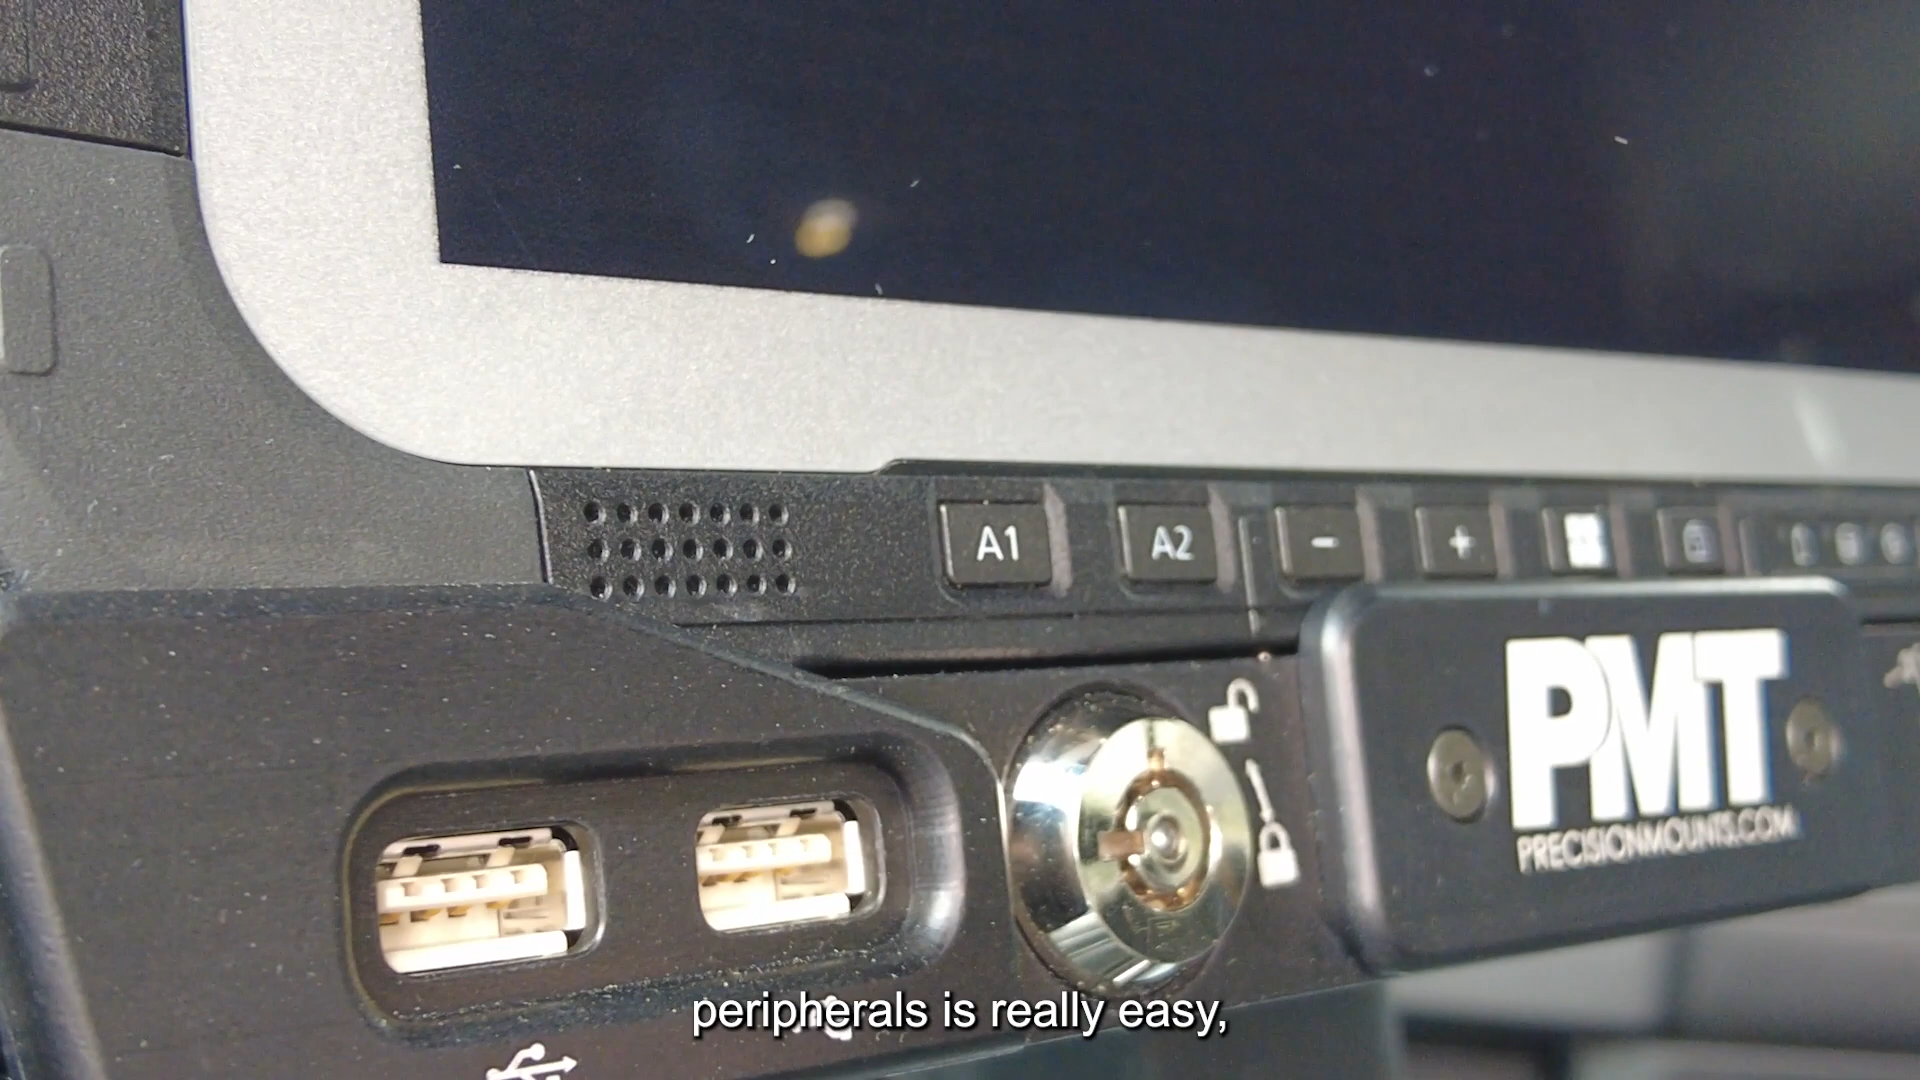 A1 A2 - +
PMT
PRECISIONMOUNTS.COM
peripherals is really easy,